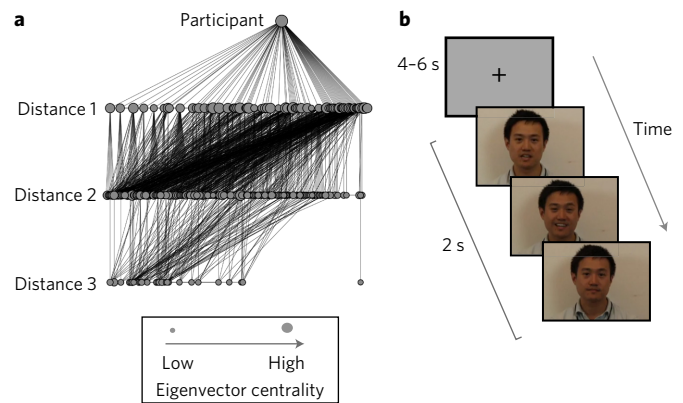 a
Participant
Distance 1
Distance 2
Distance 3
Low
High
Eigenvector centrality
b
4–6 s
+
Time
2 s